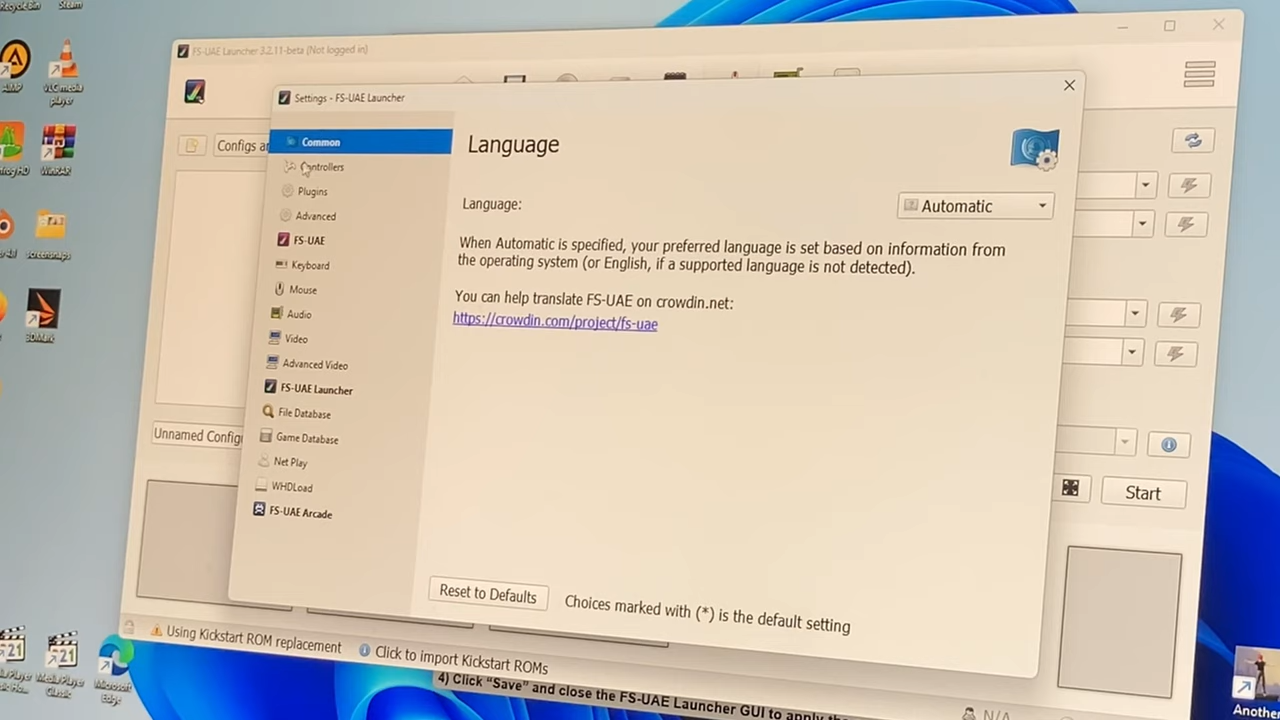 Recycle Bin
Steam
FS-UAE Launcher 3.2.11-beta (Not logged in)
Settings - FS-UAE Launcher
AIMP
VLC media
player
WinRAR
screensnaps
3DMark
Configs
Common
Controllers
Plugins
Advanced
FS-UAE
Keyboard
Mouse
Audio
Video
Advanced Video
FS-UAE Launcher
File Database
Game Database
Net Play
WHDLoad
FS-UAE Arcade
Language
Language:
Automatic
When Automatic is specified, your preferred language is set based on information from
the operating system (or English, if a supported language is not detected).
You can help translate FS-UAE on crowdin.net:
https://crowdin.com/project/fs-uae
Reset to Defaults
Choices marked with (*) is the default setting
Unnamed
Start
Using Kickstart ROM replacement
Click to import Kickstart ROMs
N/A
4) Click “Save” and close the FS-UAE Launcher GUI to apply
Media Player
Classic
Microsoft
Edge
Another